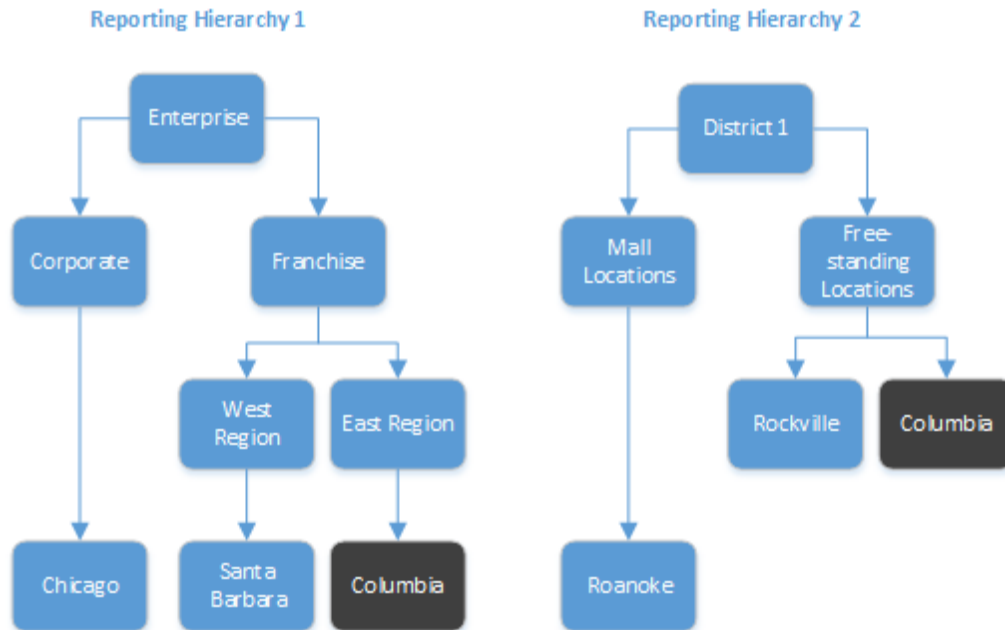 Reporting Hierarchy 1
Reporting Hierarchy 2
Enterprise
District 1
Corporate
Franchise
Mall
Locations
Free-
standing
Locations
West
Region
East Region
Rockville
Columbia
Chicago
Santa
Barbara
Columbia
Roanoke